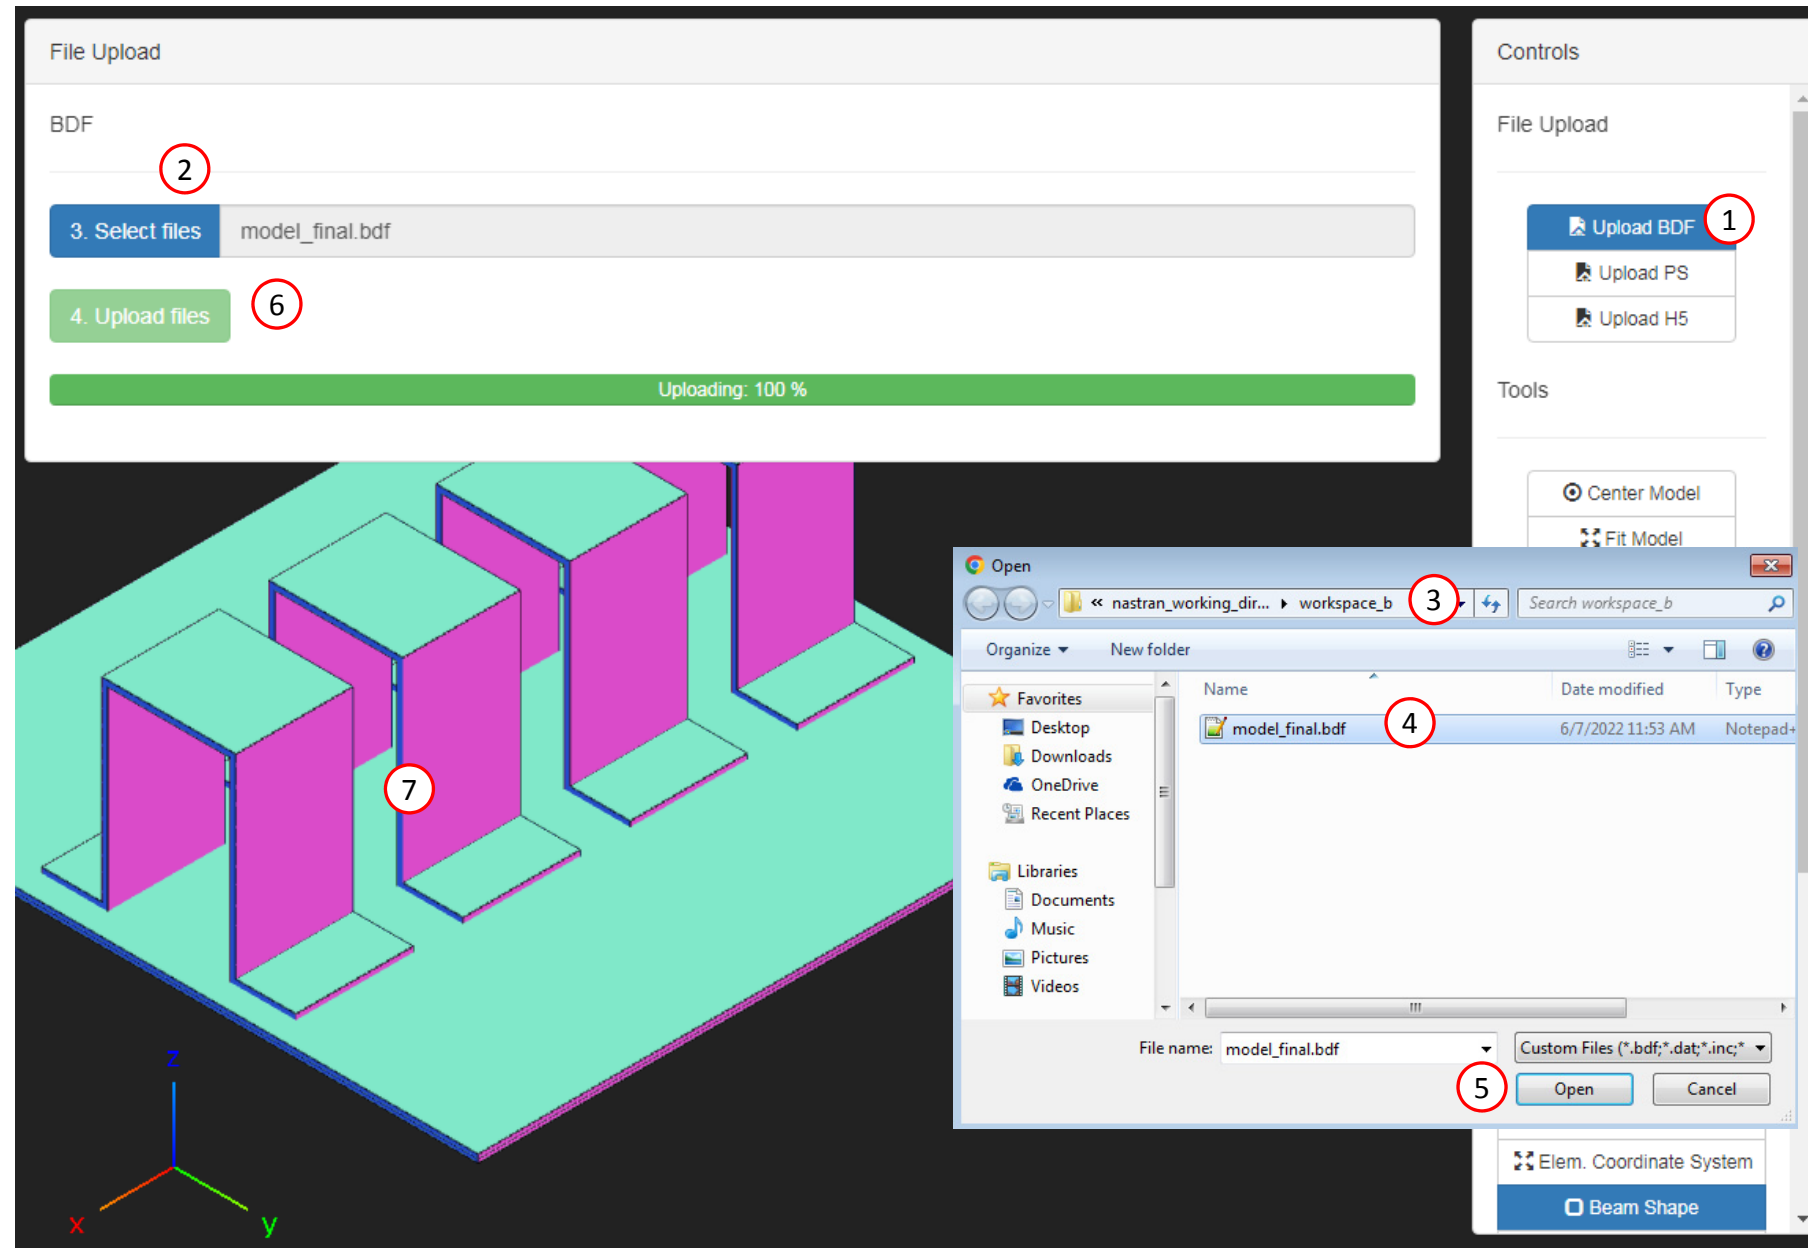 File Upload
BDF
2
3. Select files
model_final.bdf
4. Upload files
6
Uploading: 100 %
Controls
File Upload
Upload BDF
1
Upload PS
Upload H5
Tools
Center Model
Fit Model
7
z
x
y
Open
« nastran_working_dir... workspace_b
3
Search workspace_b
Organize
New folder
Name
Date modified
Type
Favorites
Desktop
Downloads
OneDrive
Recent Places
Libraries
Documents
Music
Pictures
Videos
model_final.bdf
4
6/7/2022 11:53 AM
Notepad+
File name:
model_final.bdf
Custom Files (*.bdf;*.dat;*.inc;*
5
Open
Cancel
Elem. Coordinate System
Beam Shape